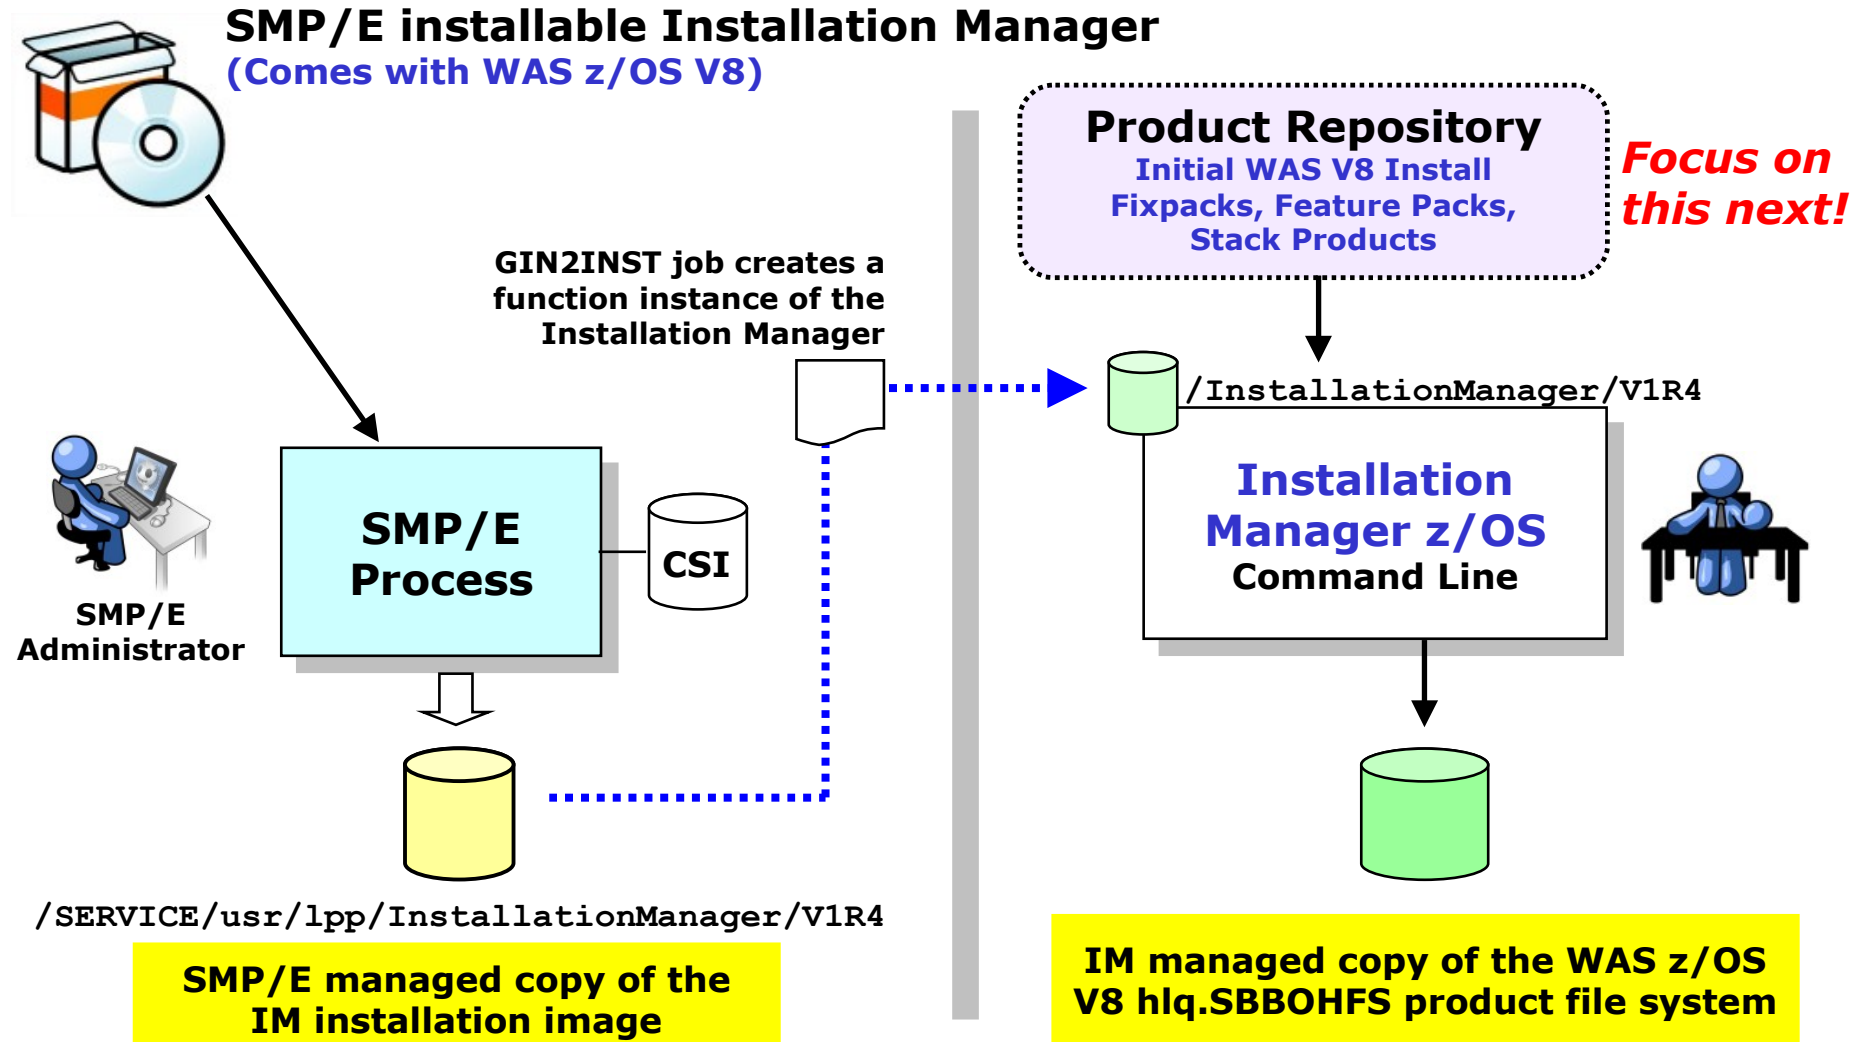 SMP/E installable Installation Manager
(Comes with WAS z/OS V8)
Product Repository
Initial WAS V8 Install
Fixpacks, Feature Packs,
Stack Products
Focus on
this next!
GIN2INST job creates a
function instance of the
Installation Manager
/InstallationManager/V1R4
SMP/E
Process
CSI
Installation
Manager z/OS
Command Line
SMP/E
Administrator
/SERVICE/usr/lpp/InstallationManager/V1R4
SMP/E managed copy of the
IM installation image
IM managed copy of the WAS z/OS
V8 hlq.SBBOHFS product file system